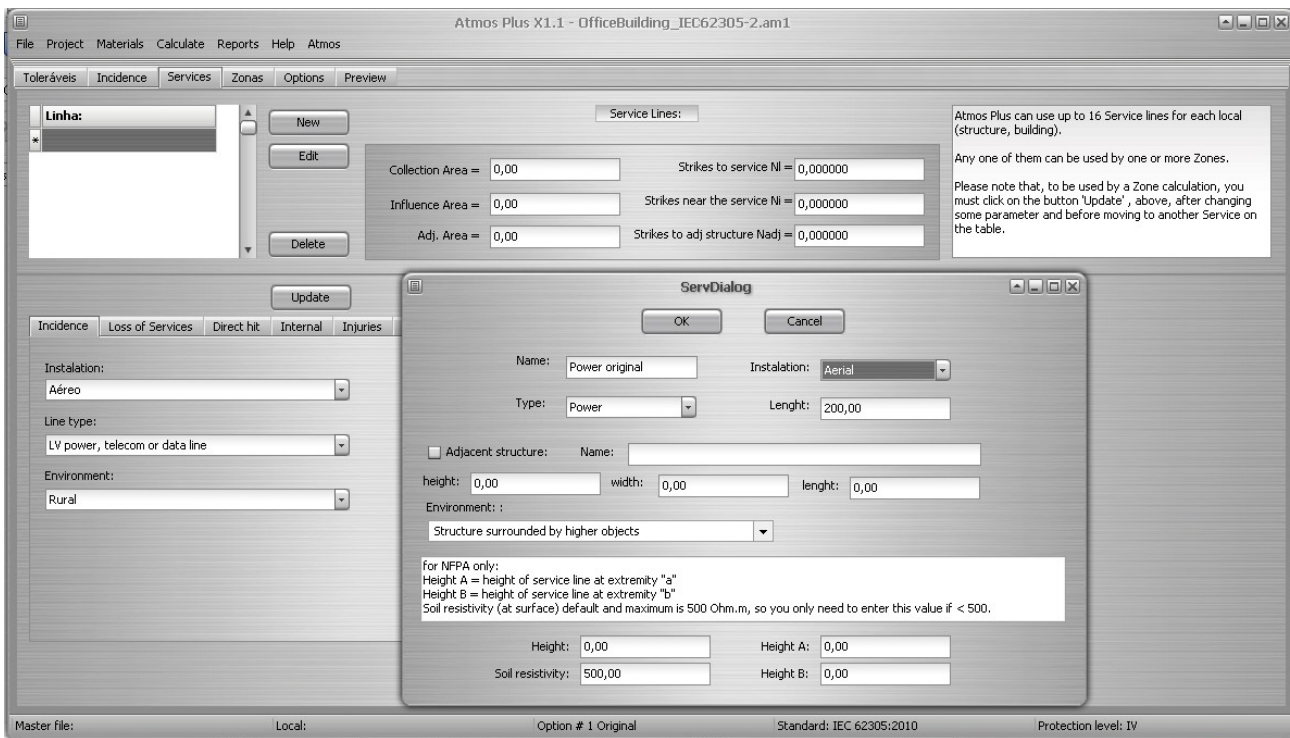 Atmos Plus X1.1 - OfficeBuilding_IEC62305-2.am1
File Project Materials Calculate Reports Help Atmos
Toleráveis Incidence Services Zonas Options Preview
Linha:
*
New
Edit
Delete
Service Lines:
Collection Area = 0,00 Strikes to service Nl = 0,000000
Influence Area = 0,00 Strikes near the service Ni = 0,000000
Adj. Area = 0,00 Strikes to adj structure Nadj = 0,000000
Atmos Plus can use up to 16 Service lines for each local
(structure, building).
Any one of them can be used by one or more Zones.
Please note that, to be used by a Zone calculation, you
must click on the button 'Update' , above, after changing
some parameter and before moving to another Service on
the table.
Update
Incidence Loss of Services Direct hit Internal Injuries
Instalation:
Aéreo
Line type:
LV power, telecom or data line
Environment:
Rural
ServDialog
OK Cancel
Name: Power original Instalation: Aerial
Type: Power Lenght: 200,00
Adjacent structure: Name:
height: 0,00 width: 0,00 lenght: 0,00
Environment: :
Structure surrounded by higher objects
for NFPA only:
Height A = height of service line at extremity "a"
Height B = height of service line at extremity "b"
Soil resistivity (at surface) default and maximum is 500 Ohm.m, so you only need to enter this value if < 500.
Height: 0,00 Height A: 0,00
Soil resistivity: 500,00 Height B: 0,00
Master file: Local: Option # 1 Original Standard: IEC 62305:2010 Protection level: IV